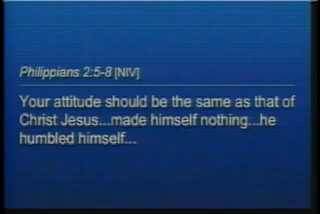 Philippians 2:5-8 [NIV]
Your attitude should be the same as that of
Christ Jesus...made himself nothing...he
humbled himself...